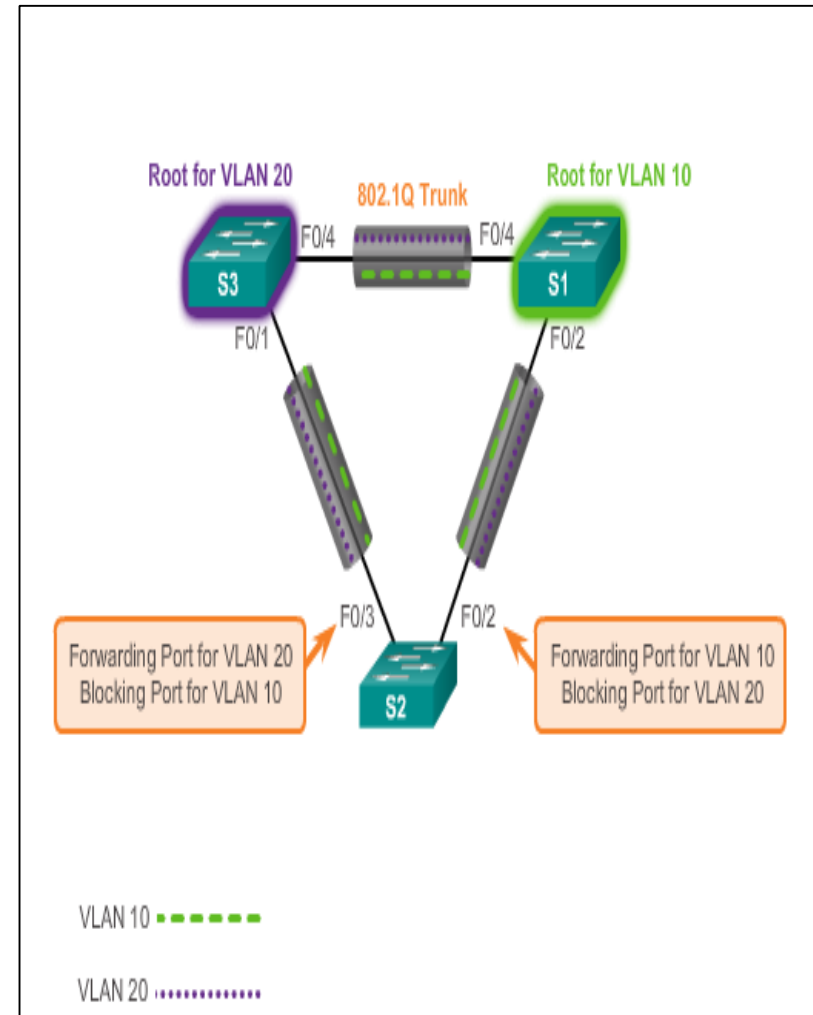 Root for VLAN 20
802.1Q Trunk
Root for VLAN 10
F0/4
F0/4
S3
S1
F0/1
F0/2
F0/3
F0/2
Forwarding Port for VLAN 20
Blocking Port for VLAN 10
S2
Forwarding Port for VLAN 10
Blocking Port for VLAN 20
VLAN 10
VLAN 20